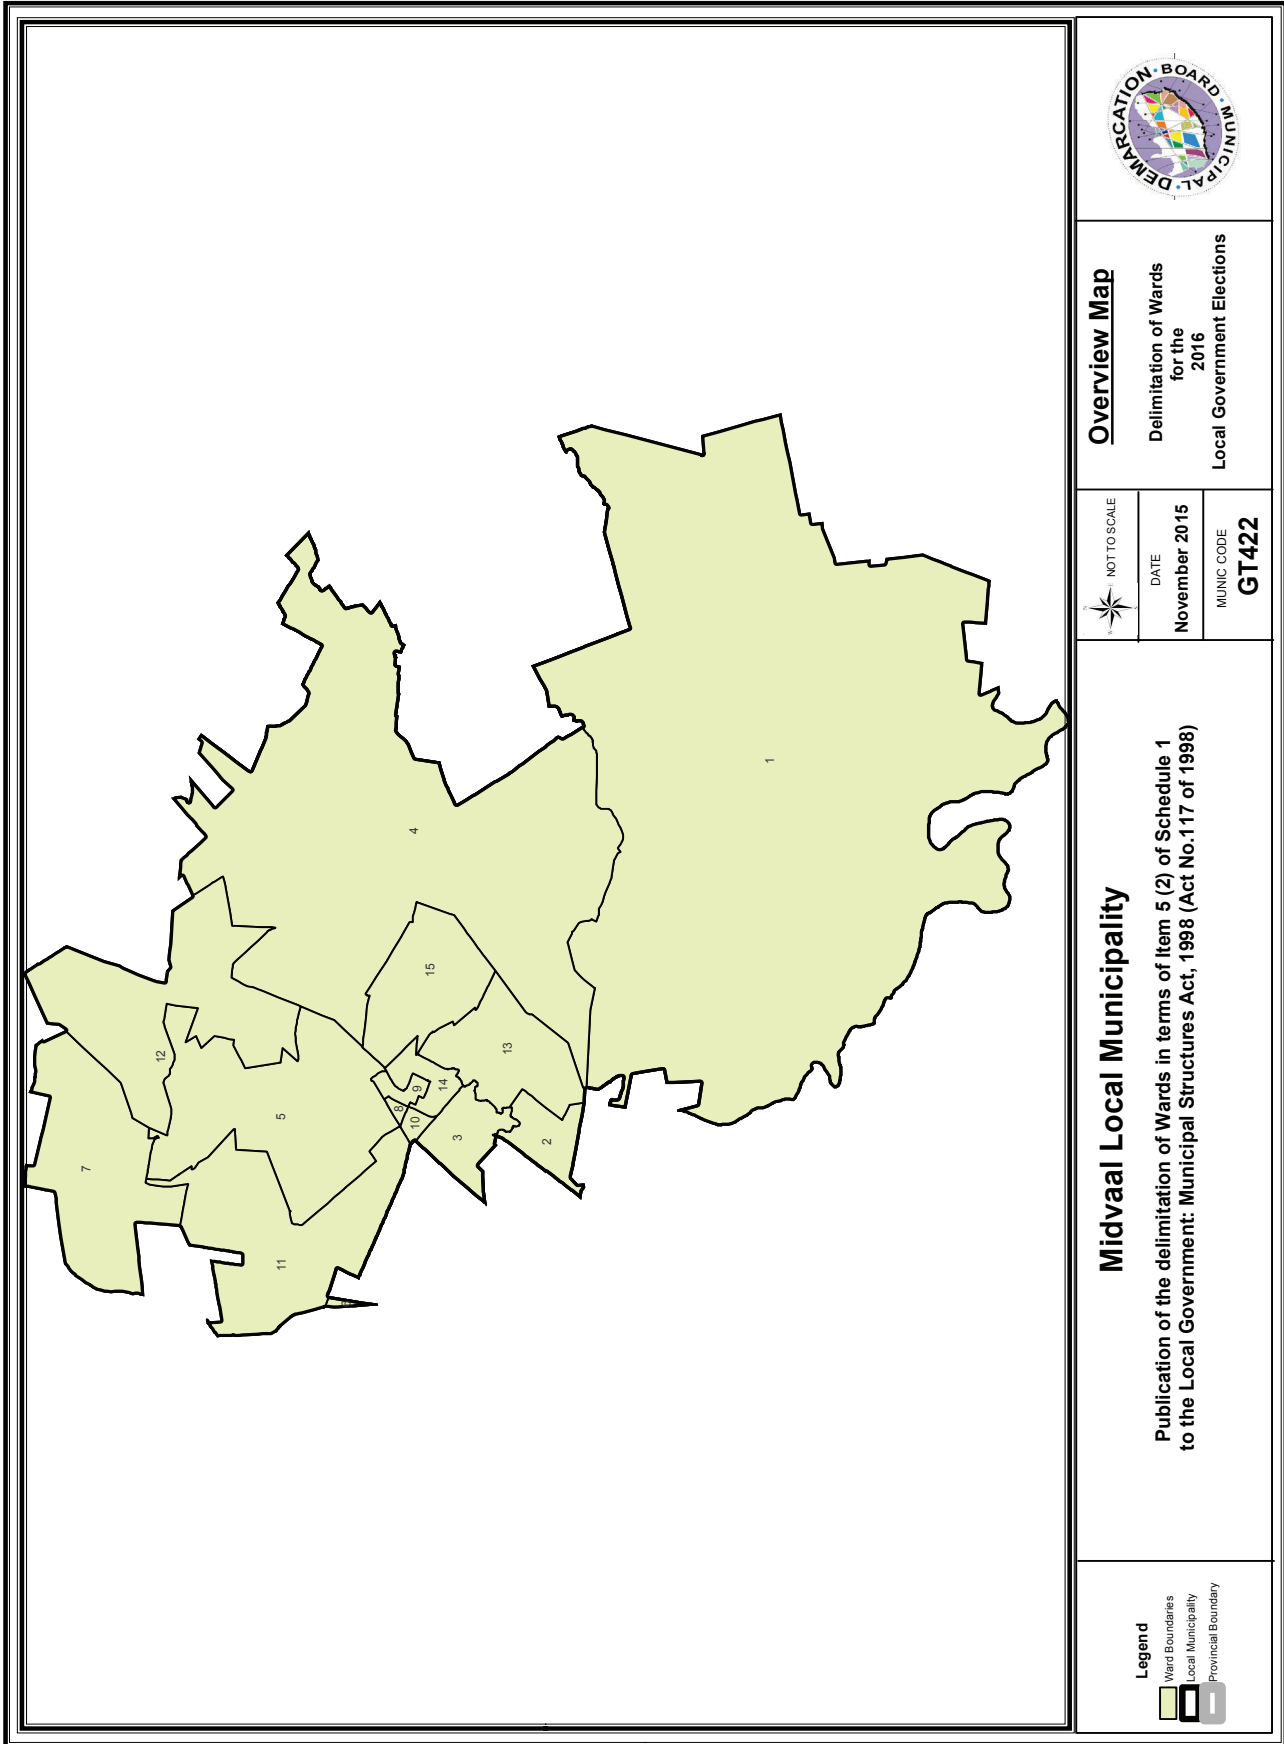 7
12
11
5
4
15
13
8
9
14
10
3
2
1
Legend
Ward Boundaries
Local Municipality
Provincial Boundary
Midvaal Local Municipality
Publication of the delimitation of Wards in terms of Item 5 (2) of Schedule 1
to the Local Government: Municipal Structures Act, 1998 (Act No.117 of 1998)
NOT TO SCALE
DATE
November 2015
MUNIC CODE
GT422
Overview Map
Delimitation of Wards
for the
2016
Local Government Elections
MUNICIPAL · DEMARCATION · BOARD